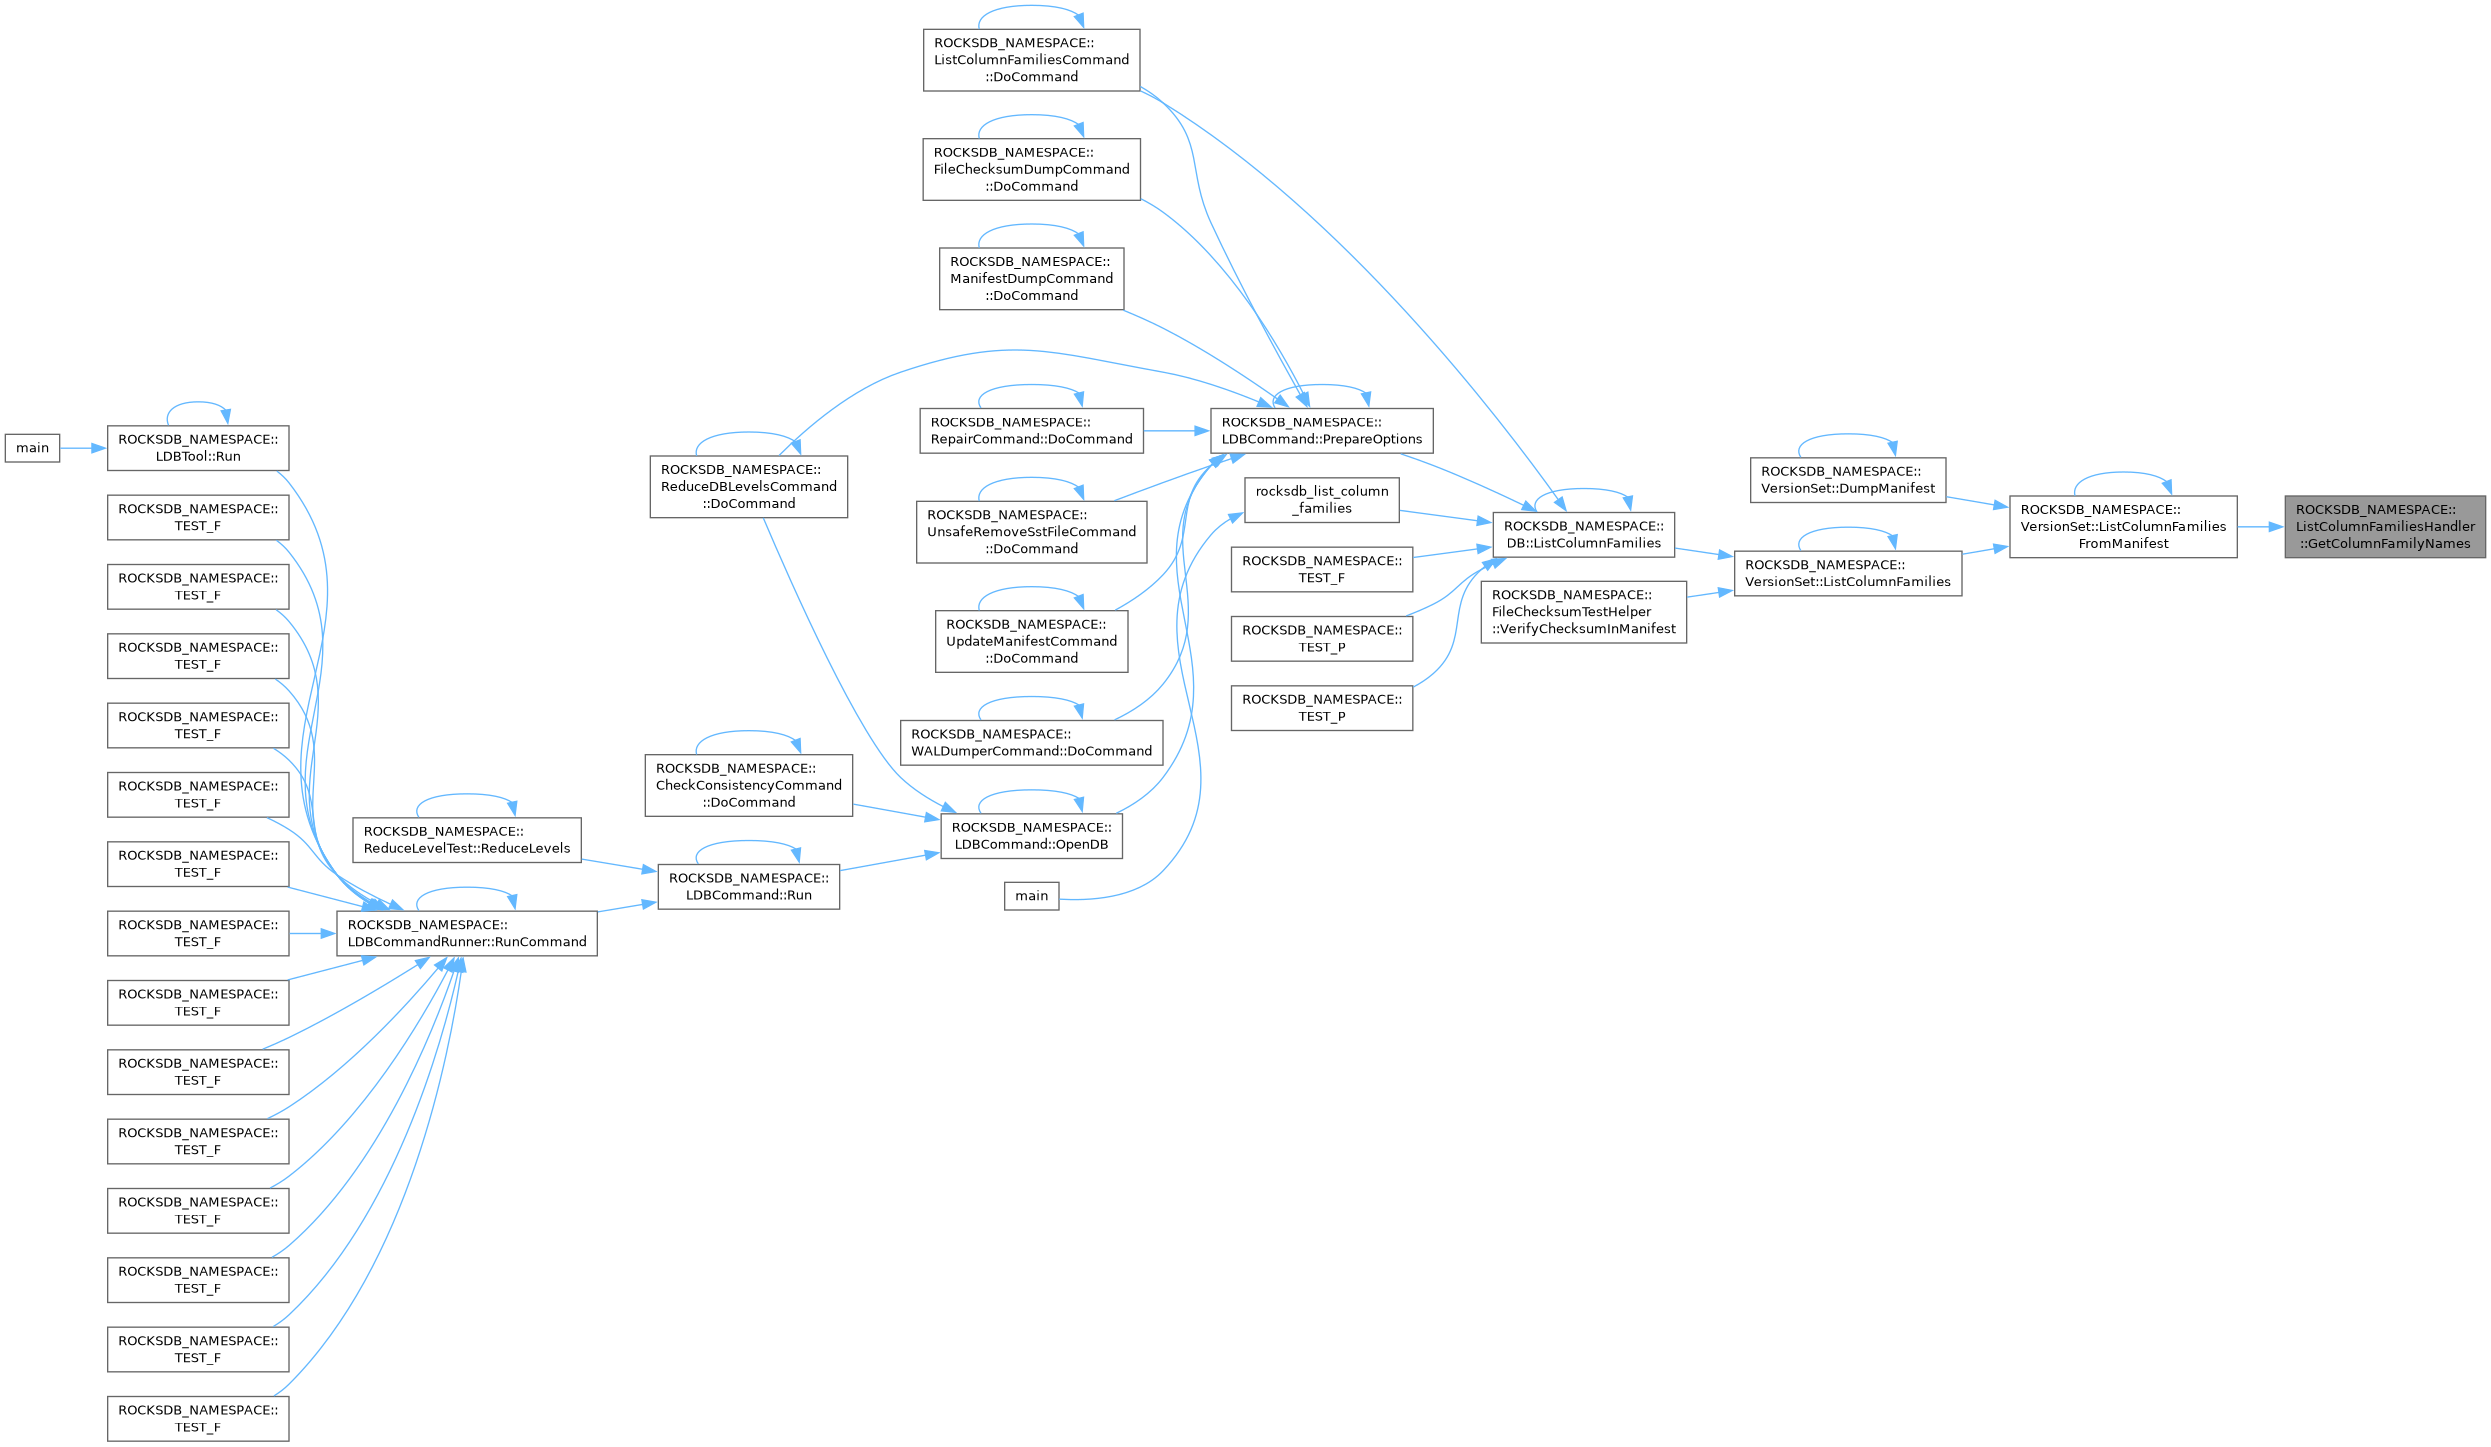 ROCKSDB_NAMESPACE::
ListColumnFamiliesCommand
::DoCommand
ROCKSDB_NAMESPACE::
FileChecksumDumpCommand
::DoCommand
ROCKSDB_NAMESPACE::
ManifestDumpCommand
::DoCommand
main
ROCKSDB_NAMESPACE::
LDBTool::Run
ROCKSDB_NAMESPACE::
TEST_F
ROCKSDB_NAMESPACE::
TEST_F
ROCKSDB_NAMESPACE::
TEST_F
ROCKSDB_NAMESPACE::
TEST_F
ROCKSDB_NAMESPACE::
TEST_F
ROCKSDB_NAMESPACE::
TEST_F
ROCKSDB_NAMESPACE::
TEST_F
ROCKSDB_NAMESPACE::
TEST_F
ROCKSDB_NAMESPACE::
TEST_F
ROCKSDB_NAMESPACE::
TEST_F
ROCKSDB_NAMESPACE::
TEST_F
ROCKSDB_NAMESPACE::
TEST_F
ROCKSDB_NAMESPACE::
TEST_F
ROCKSDB_NAMESPACE::
TEST_F
ROCKSDB_NAMESPACE::
ReduceLevelTest::ReduceLevels
ROCKSDB_NAMESPACE::
LDBCommandRunner::RunCommand
ROCKSDB_NAMESPACE::
ReduceDBLevelsCommand
::DoCommand
ROCKSDB_NAMESPACE::
CheckConsistencyCommand
::DoCommand
ROCKSDB_NAMESPACE::
LDBCommand::Run
ROCKSDB_NAMESPACE::
RepairCommand::DoCommand
ROCKSDB_NAMESPACE::
UnsafeRemoveSstFileCommand
::DoCommand
ROCKSDB_NAMESPACE::
UpdateManifestCommand
::DoCommand
ROCKSDB_NAMESPACE::
WALDumperCommand::DoCommand
ROCKSDB_NAMESPACE::
LDBCommand::OpenDB
main
ROCKSDB_NAMESPACE::
LDBCommand::PrepareOptions
rocksdb_list_column
_families
ROCKSDB_NAMESPACE::
TEST_F
ROCKSDB_NAMESPACE::
TEST_P
ROCKSDB_NAMESPACE::
TEST_P
ROCKSDB_NAMESPACE::
DB::ListColumnFamilies
ROCKSDB_NAMESPACE::
FileChecksumTestHelper
::VerifyChecksumInManifest
ROCKSDB_NAMESPACE::
VersionSet::DumpManifest
ROCKSDB_NAMESPACE::
VersionSet::ListColumnFamilies
ROCKSDB_NAMESPACE::
VersionSet::ListColumnFamilies
FromManifest
ROCKSDB_NAMESPACE::
ListColumnFamiliesHandler
::GetColumnFamilyNames